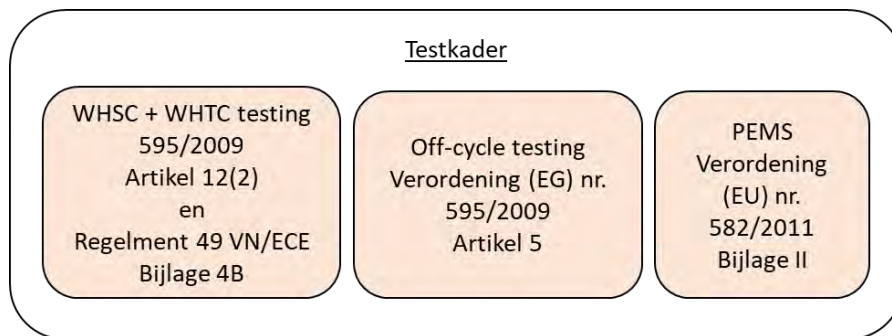 Testkader
WHSC + WHTC testing
595/2009
Artikel 12(2)
en
Regelment 49 VN/ECE
Bijlage 4B
Off-cycle testing
Verordening (EG) nr.
595/2009
Artikel 5
PEMS
Verordening
(EU) nr.
582/2011
Bijlage II